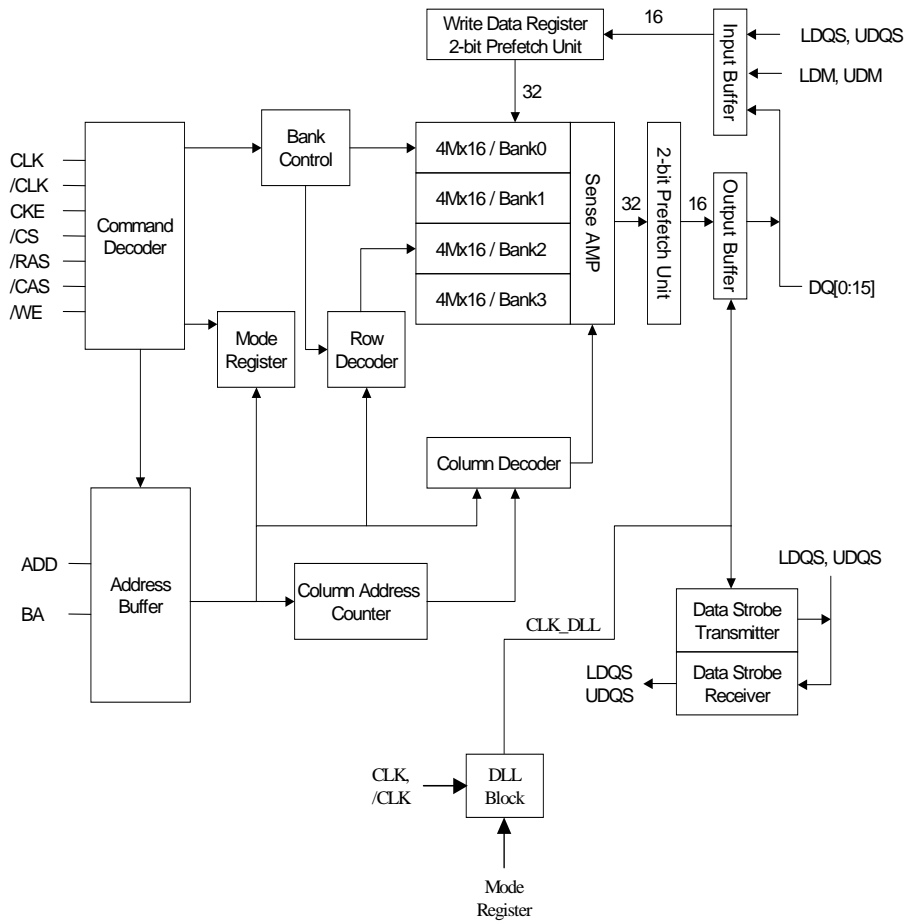 Write Data Register
2-bit Prefetch Unit
16
Input Buffer
LDQS, UDQS
LDM, UDM
32
Bank
Control
CLK
/CLK
CKE
/CS
/RAS
/CAS
/WE
Command
Decoder
4Mx16 / Bank0
4Mx16 / Bank1
4Mx16 / Bank2
4Mx16 / Bank3
Sense AMP
32
2-bit Prefetch Unit
16
Output Buffer
DQ[0:15]
Mode
Register
Row
Decoder
Column Decoder
ADD
BA
Address
Buffer
Column Address
Counter
CLK_DLL
LDQS, UDQS
Data Strobe
Transmitter
Data Strobe
Receiver
LDQS
UDQS
CLK,
/CLK
DLL
Block
Mode
Register